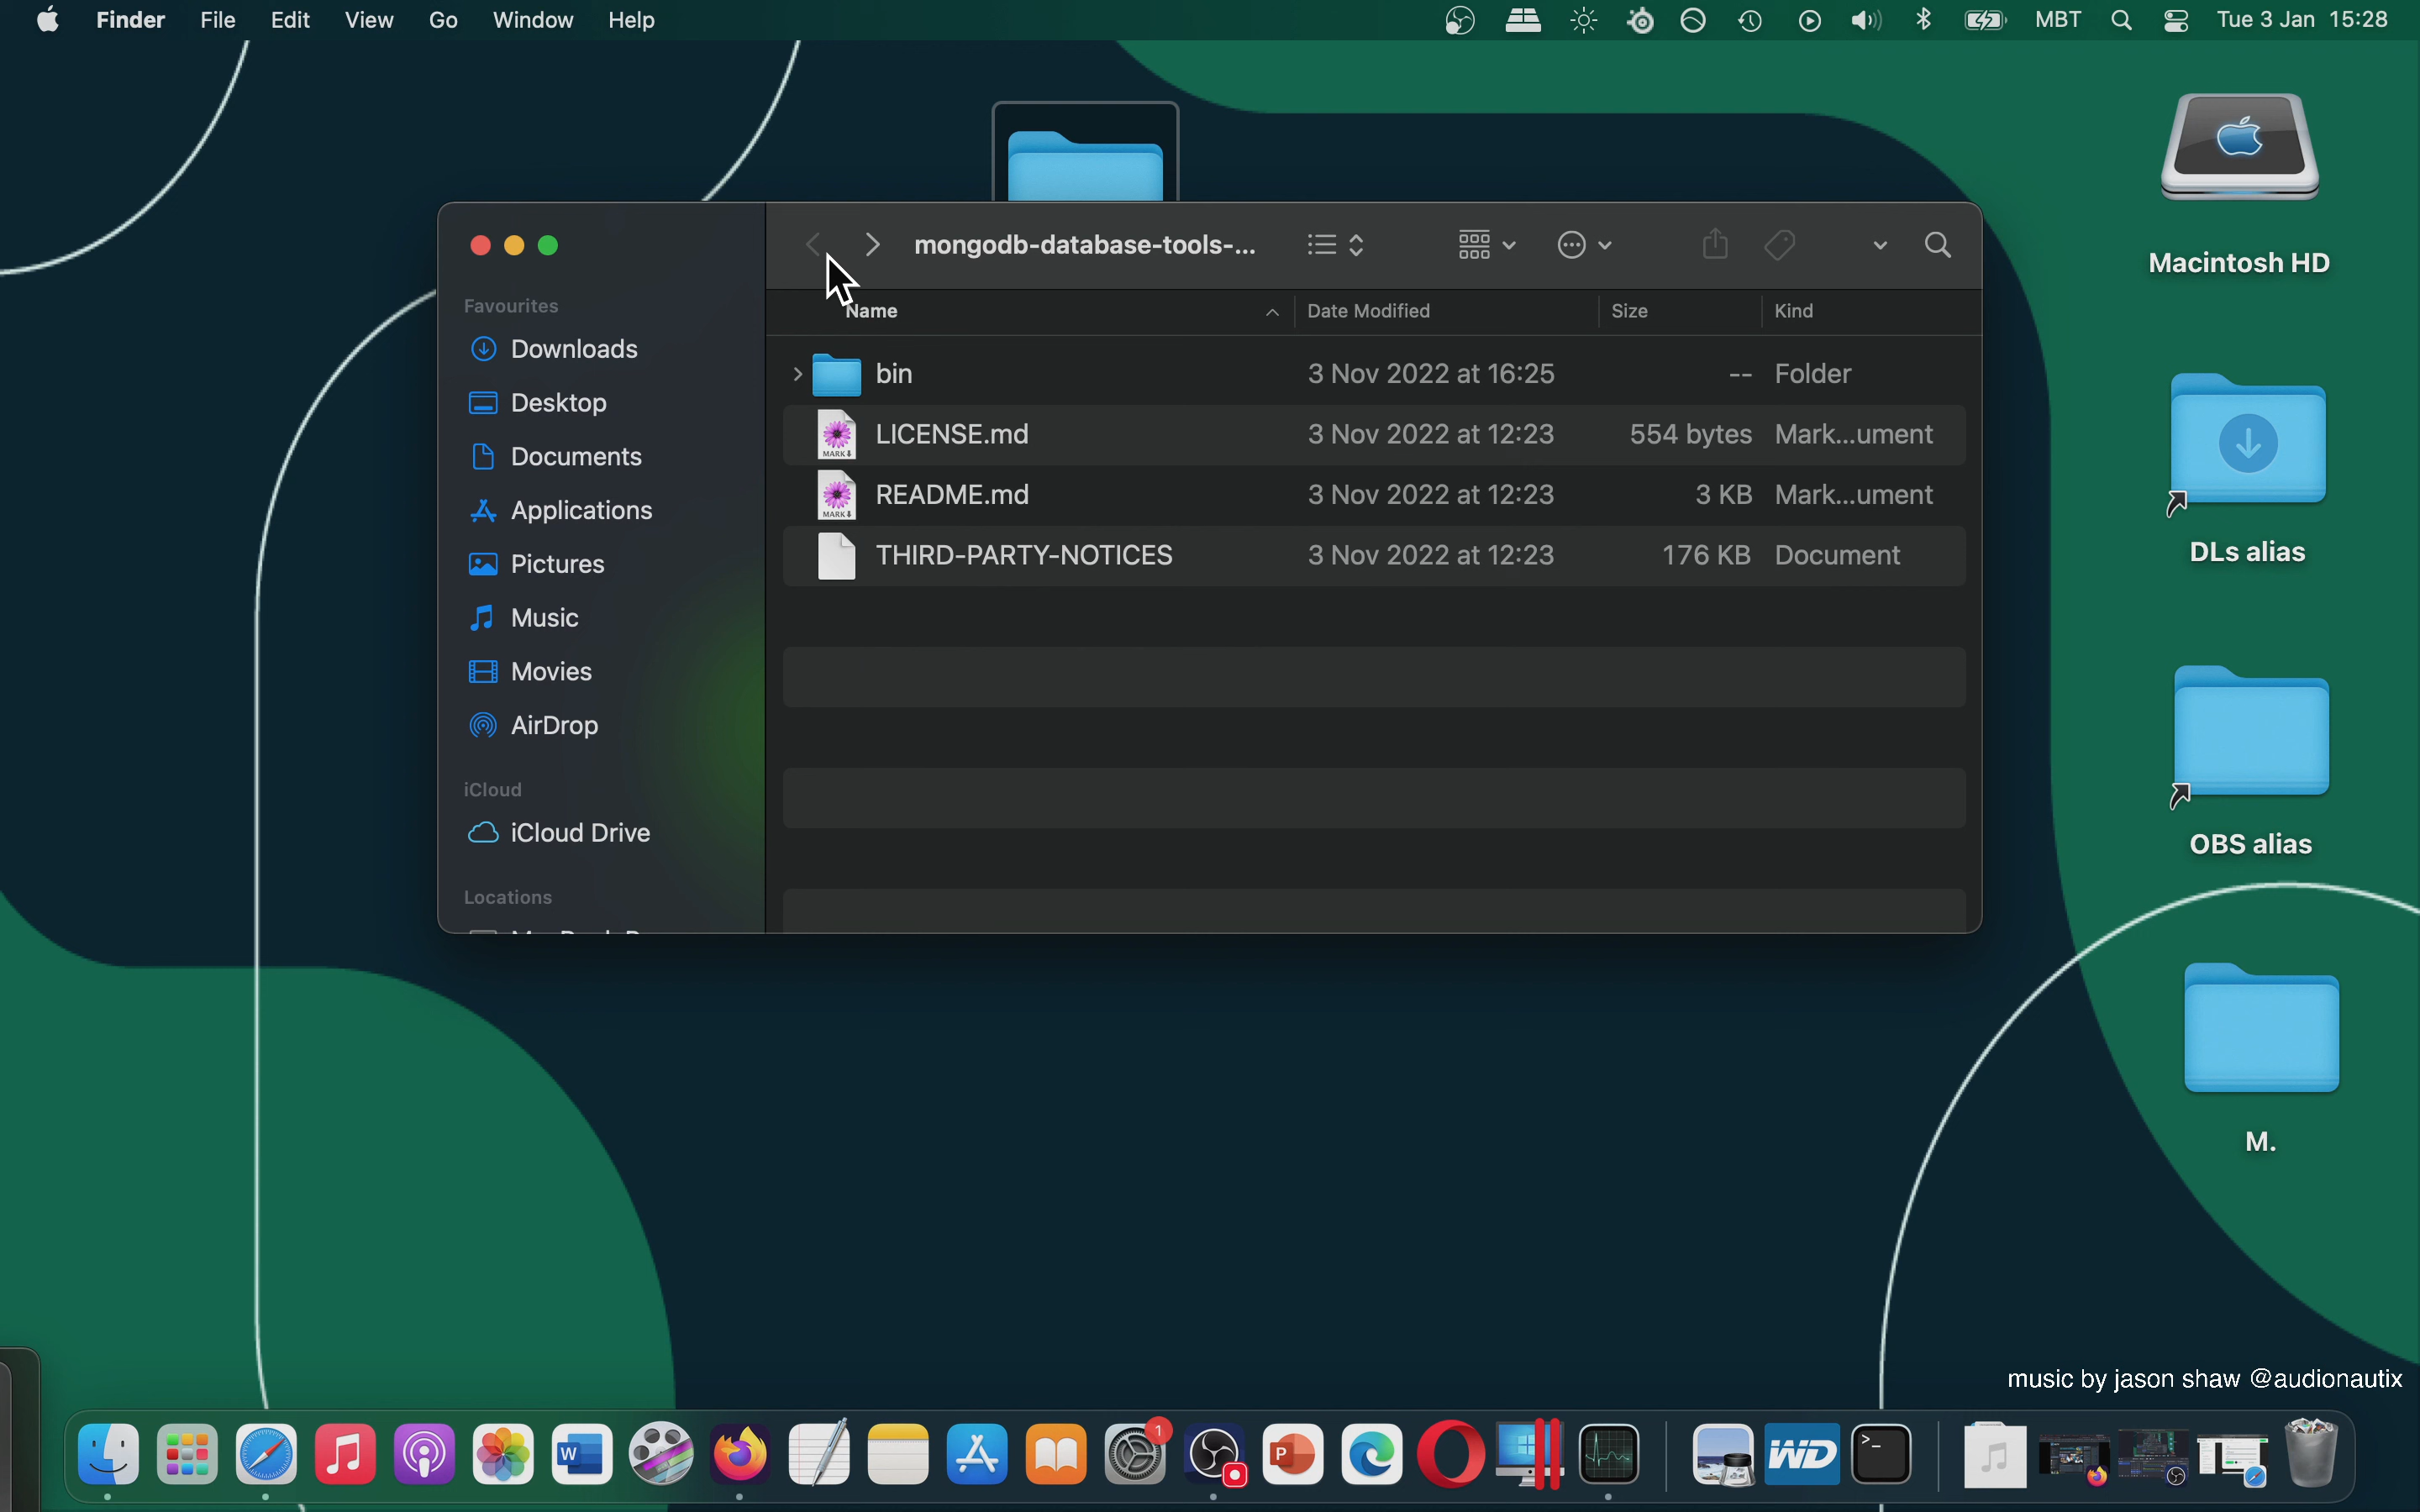 Finder File Edit View Go Window Help MBT Tue 3 Jan 15:28
Macintosh HD
mongodb-database-tools-...
Name Date Modified Size Kind
Favourites
Downloads
Desktop
Documents
Applications
Pictures
Music
Movies
AirDrop
iCloud
iCloud Drive
Locations
bin 3 Nov 2022 at 16:25 -- Folder
LICENSE.md 3 Nov 2022 at 12:23 554 bytes Mark...ument
README.md 3 Nov 2022 at 12:23 3 KB Mark...ument
THIRD-PARTY-NOTICES 3 Nov 2022 at 12:23 176 KB Document
MARK
MARK
DLs alias
OBS alias
M.
music by jason shaw @audionautix
W
1
P
WD
>_